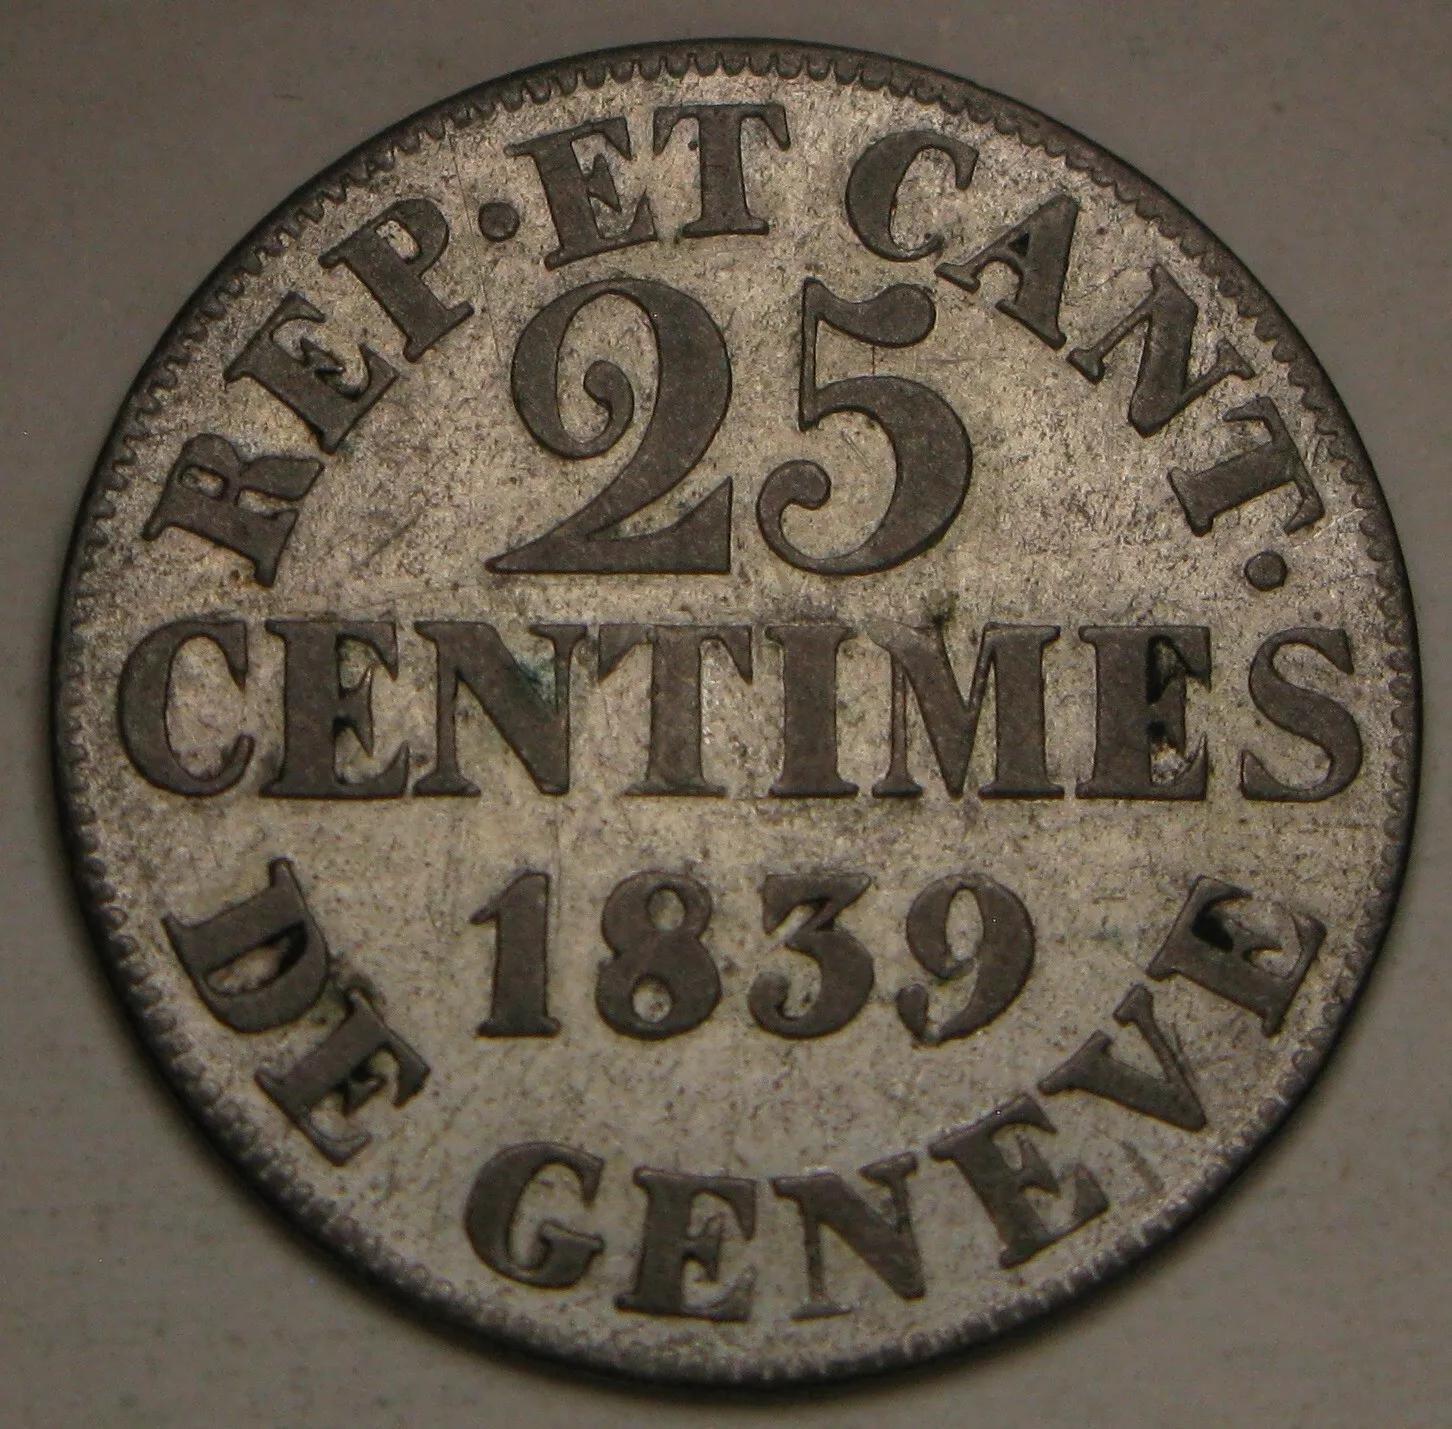 REP· ET CANT·
25
CENTIMES
1839
DE GENEVE